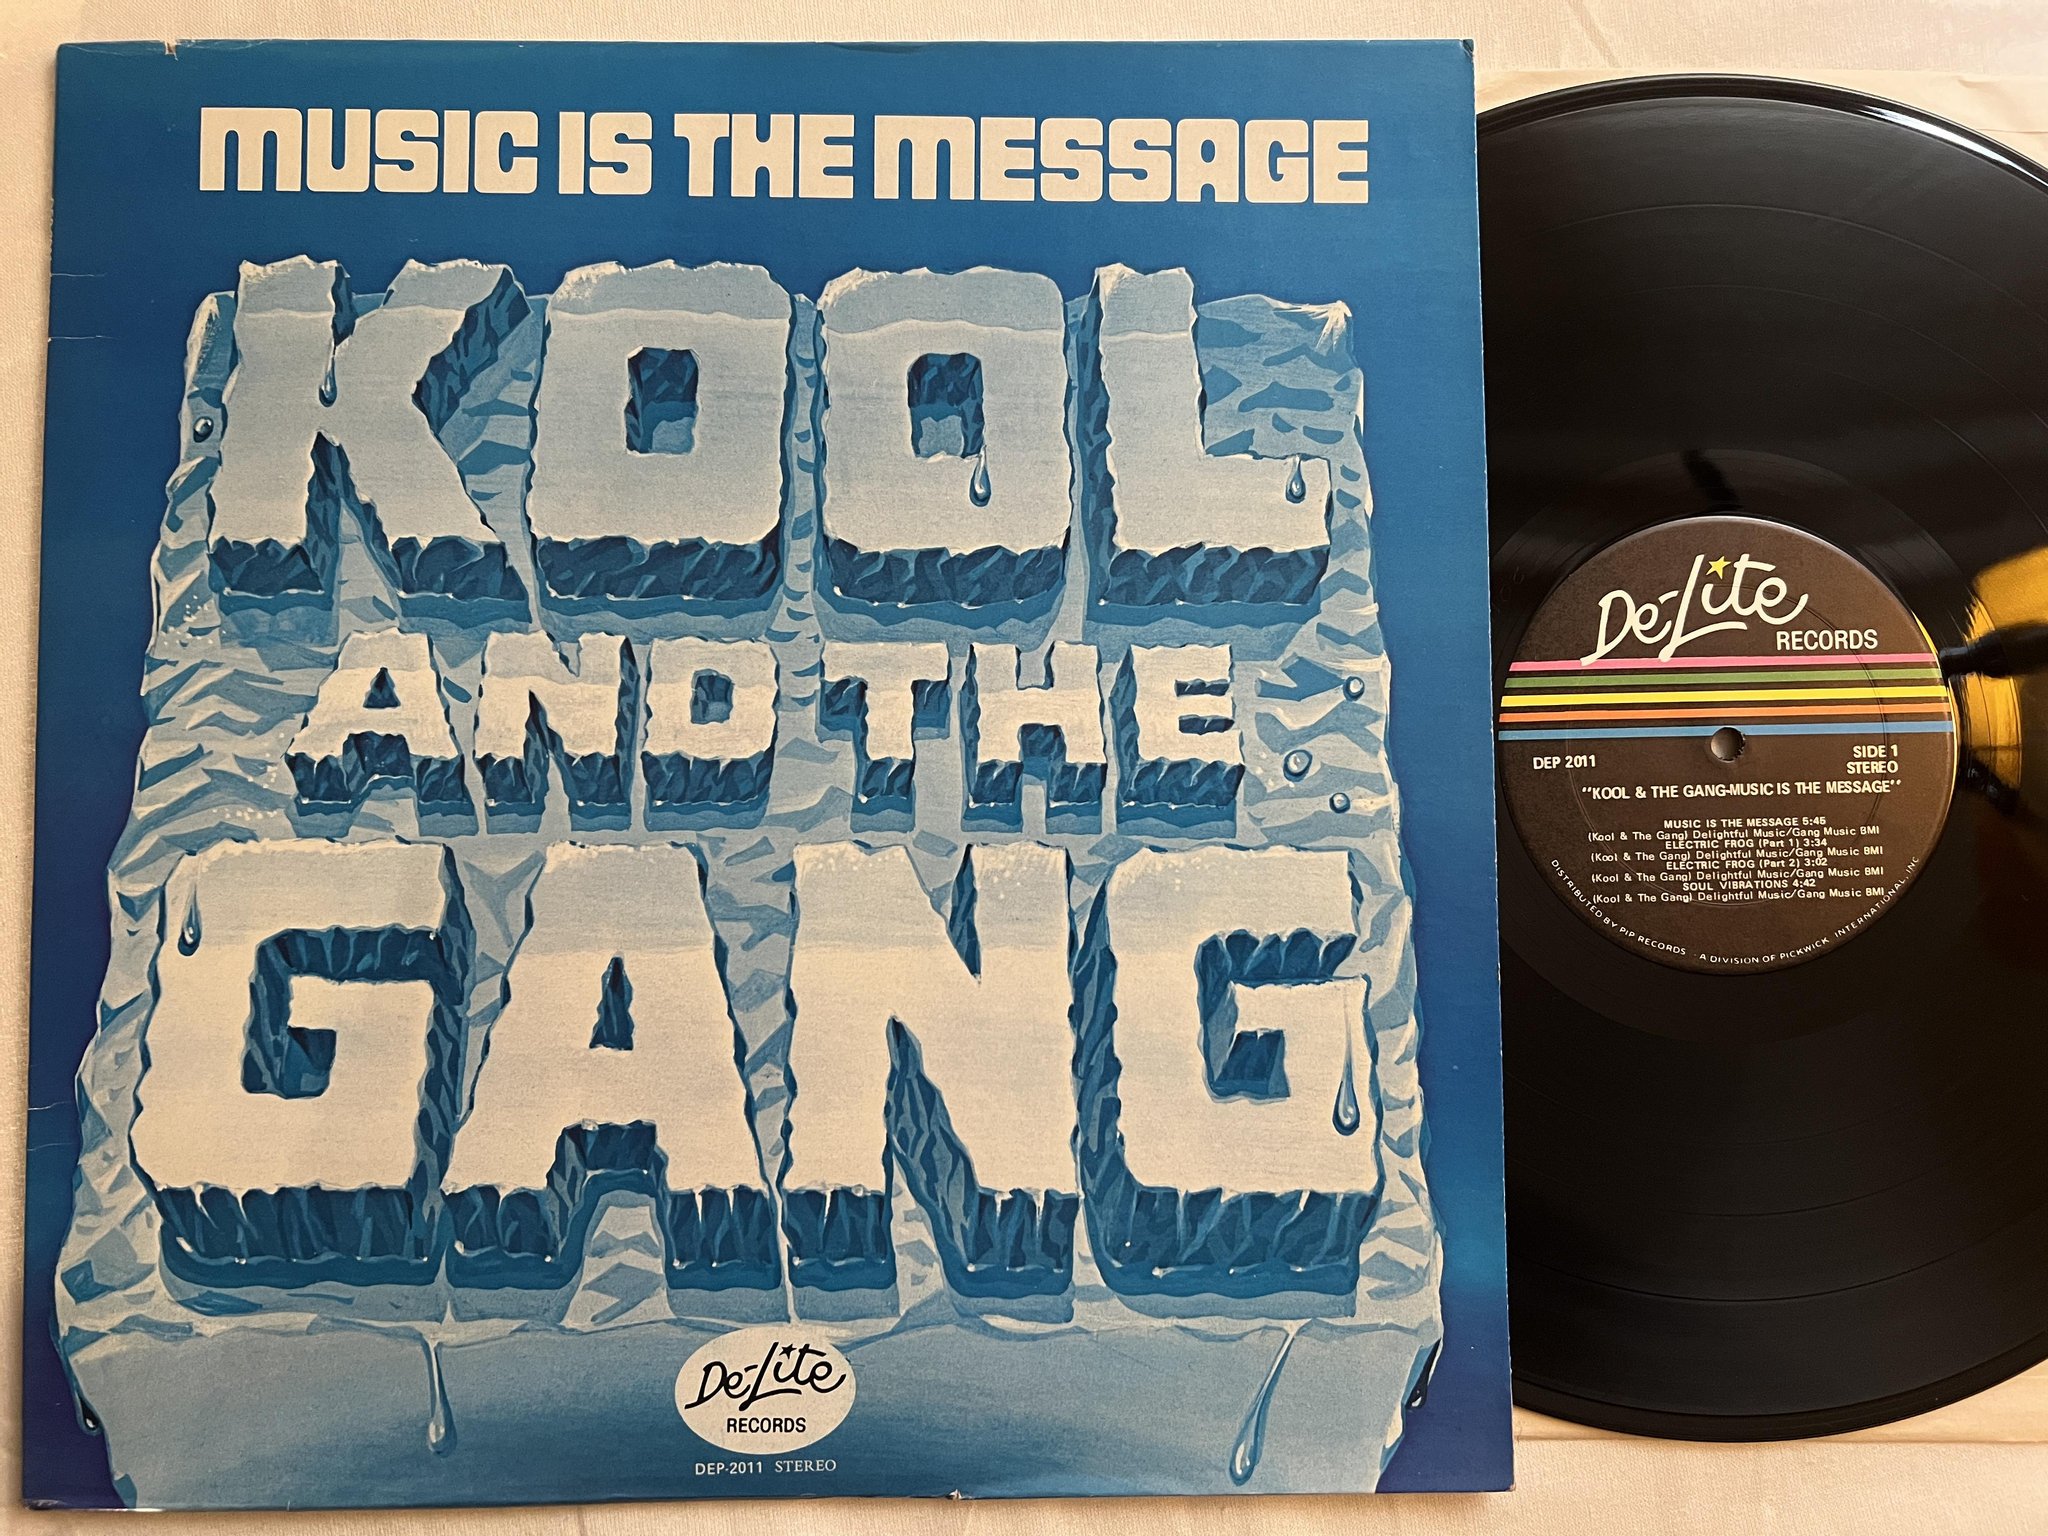 MUSIC IS THE MESSAGE
KOOL
AND THE
GANG
De-Lite
RECORDS
DEP-2011 STEREO
De-Lite
RECORDS
DEP 2011
SIDE 1
STEREO
"KOOL & THE GANG-MUSIC IS THE MESSAGE"
MUSIC IS THE MESSAGE 5:45
(Kool & The Gang) Delightful Music/Gang Music BMI
ELECTRIC FROG (Part 1) 3:34
(Kool & The Gang) Delightful Music/Gang Music BMI
ELECTRIC FROG (Part 2) 3:02
(Kool & The Gang) Delightful Music/Gang Music BMI
SOUL VIBRATIONS 4:42
(Kool & The Gang) Delightful Music/Gang Music BMI
DISTRIBUTED BY PIP RECORDS - A DIVISION OF PICKWICK INTERNATIONAL, INC